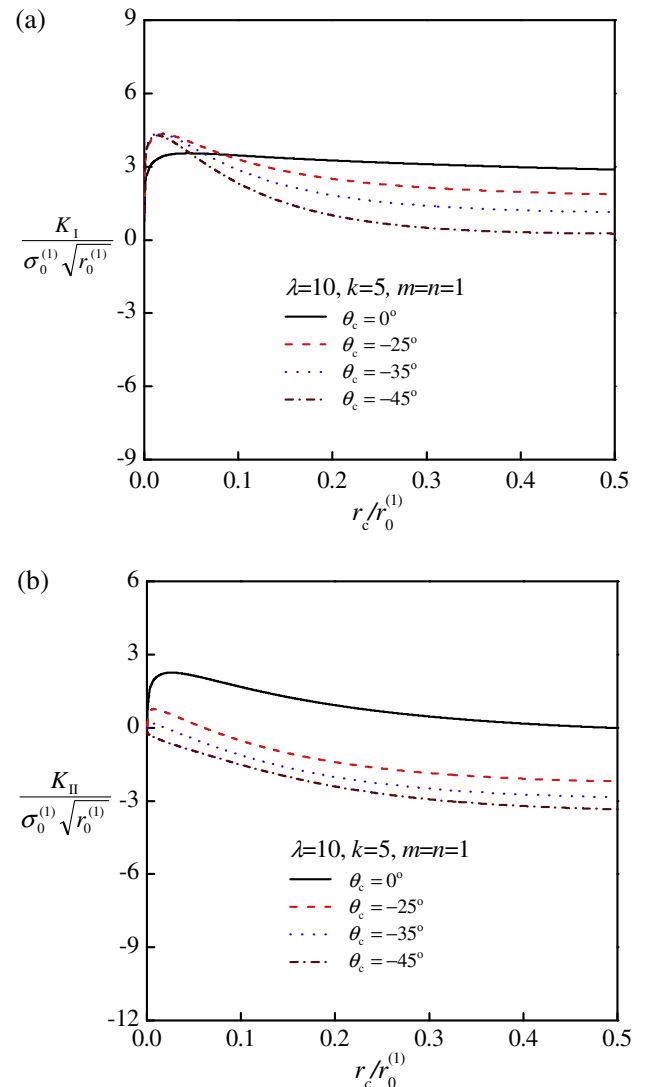 (a)
9
6
3
0
-3
-6
-9
K_I
σ_0^(1) √r_0^(1)
λ=10, k=5, m=n=1
θ_c = 0°
θ_c = −25°
θ_c = −35°
θ_c = −45°
0.0 0.1 0.2 0.3 0.4 0.5
r_c/r_0^(1)
(b)
6
3
0
-3
-6
-9
-12
K_II
σ_0^(1) √r_0^(1)
λ=10, k=5, m=n=1
θ_c = 0°
θ_c = −25°
θ_c = −35°
θ_c = −45°
0.0 0.1 0.2 0.3 0.4 0.5
r_c/r_0^(1)